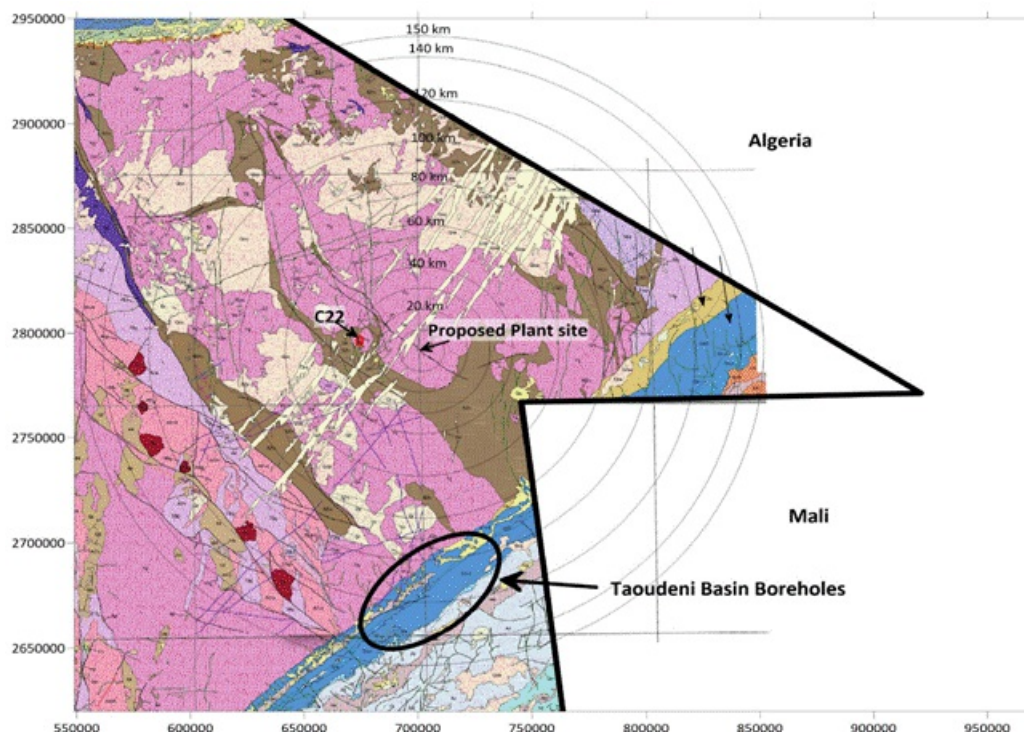 2950000
150 km
140 km
120 km
2900000
Algeria
100 km
80 km
2850000
60 km
40 km
20 km
C22
Proposed Plant site
2800000
2750000
Mali
2700000
Taoudeni Basin Boreholes
2650000
550000 600000 650000 700000 750000 800000 850000 900000 950000